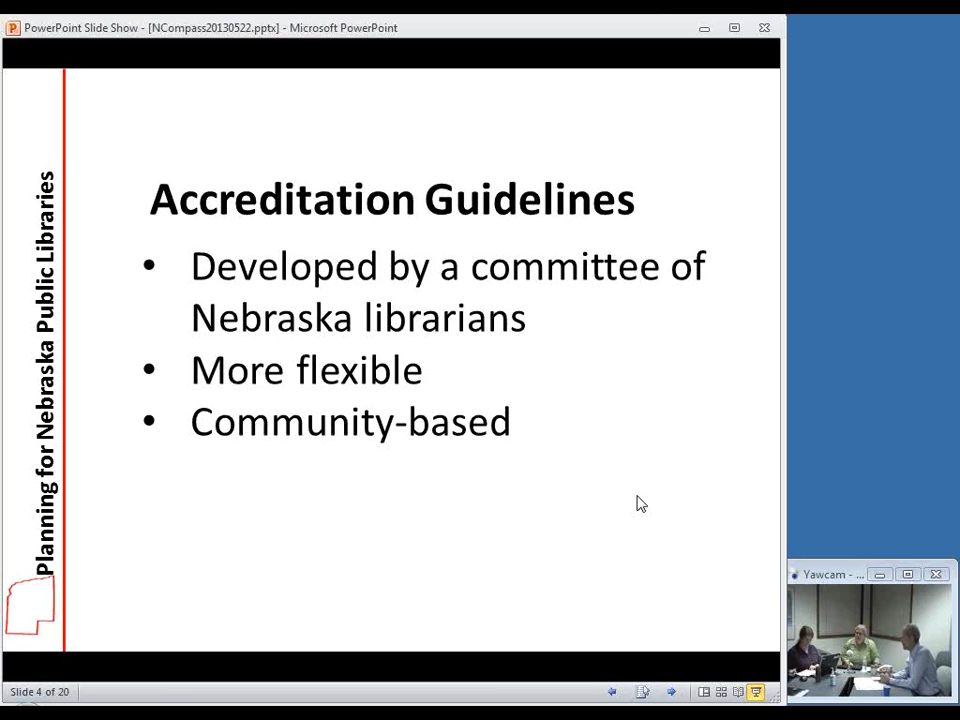 PowerPoint Slide Show - [NCompass20130522.pptx] - Microsoft PowerPoint
Planning for Nebraska Public Libraries
Accreditation Guidelines
• Developed by a committee of
Nebraska librarians
• More flexible
• Community-based
Yawcam - ...
Slide 4 of 20